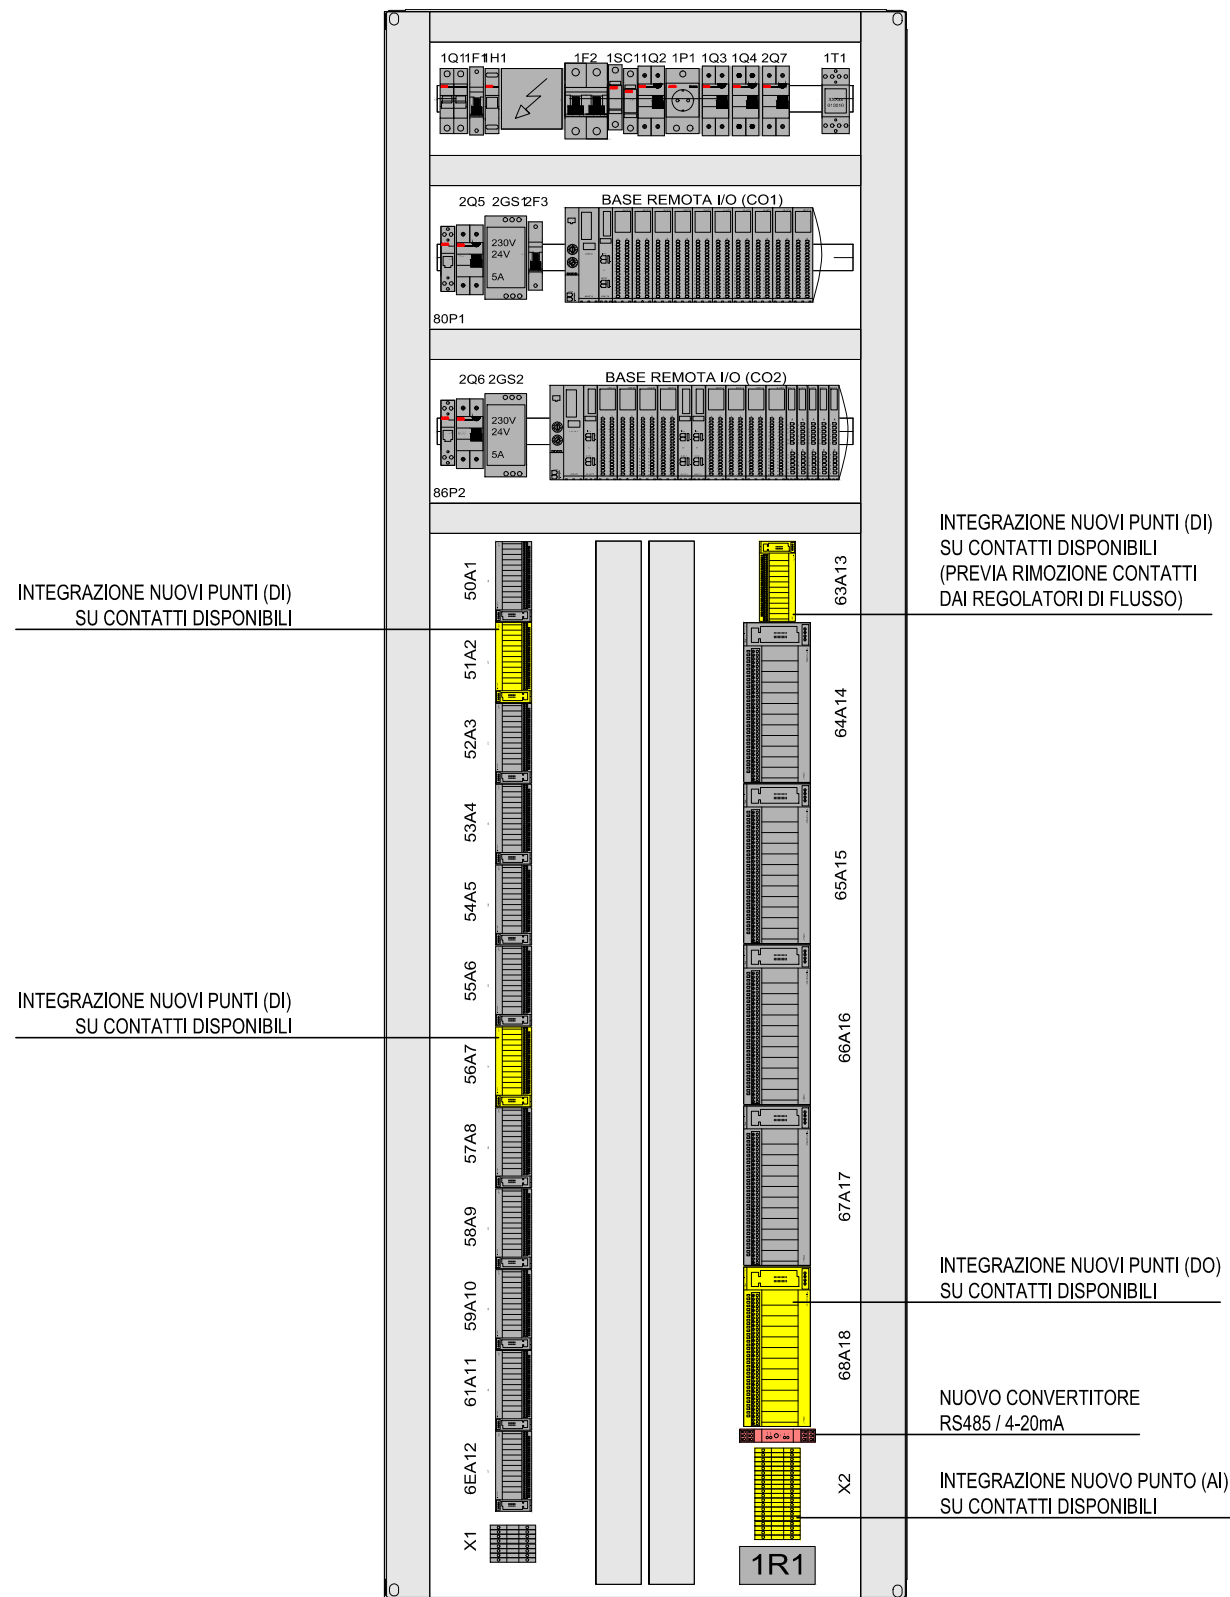 1Q1 1F1 1H1 1F2 1SC1 1Q2 1P1 1Q3 1Q4 2Q7 1T1
2Q5 2GS1 2F3 BASE REMOTA I/O (CO1)
230V
24V
5A
80P1
2Q6 2GS2 BASE REMOTA I/O (CO2)
230V
24V
5A
86P2
INTEGRAZIONE NUOVI PUNTI (DI)
SU CONTATTI DISPONIBILI
(PREVIA RIMOZIONE CONTATTI
DAI REGOLATORI DI FLUSSO)
INTEGRAZIONE NUOVI PUNTI (DI)
SU CONTATTI DISPONIBILI
INTEGRAZIONE NUOVI PUNTI (DI)
SU CONTATTI DISPONIBILI
50A1
51A2
52A3
53A4
54A5
55A6
56A7
57A8
58A9
59A10
61A11
6EA12
X1
63A13
64A14
65A15
66A16
67A17
68A18
X2
1R1
INTEGRAZIONE NUOVI PUNTI (DO)
SU CONTATTI DISPONIBILI
NUOVO CONVERTITORE
RS485 / 4-20mA
INTEGRAZIONE NUOVO PUNTO (AI)
SU CONTATTI DISPONIBILI